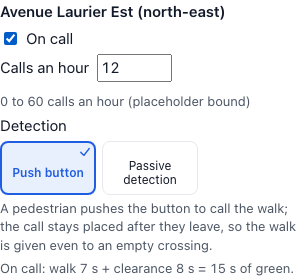 Avenue Laurier Est (north-east)
On call
Calls an hour 12
0 to 60 calls an hour (placeholder bound)
Detection
Push button
Passive
detection
A pedestrian pushes the button to call the walk;
the call stays placed after they leave, so the walk
is given even to an empty crossing.
On call: walk 7 s + clearance 8 s = 15 s of green.